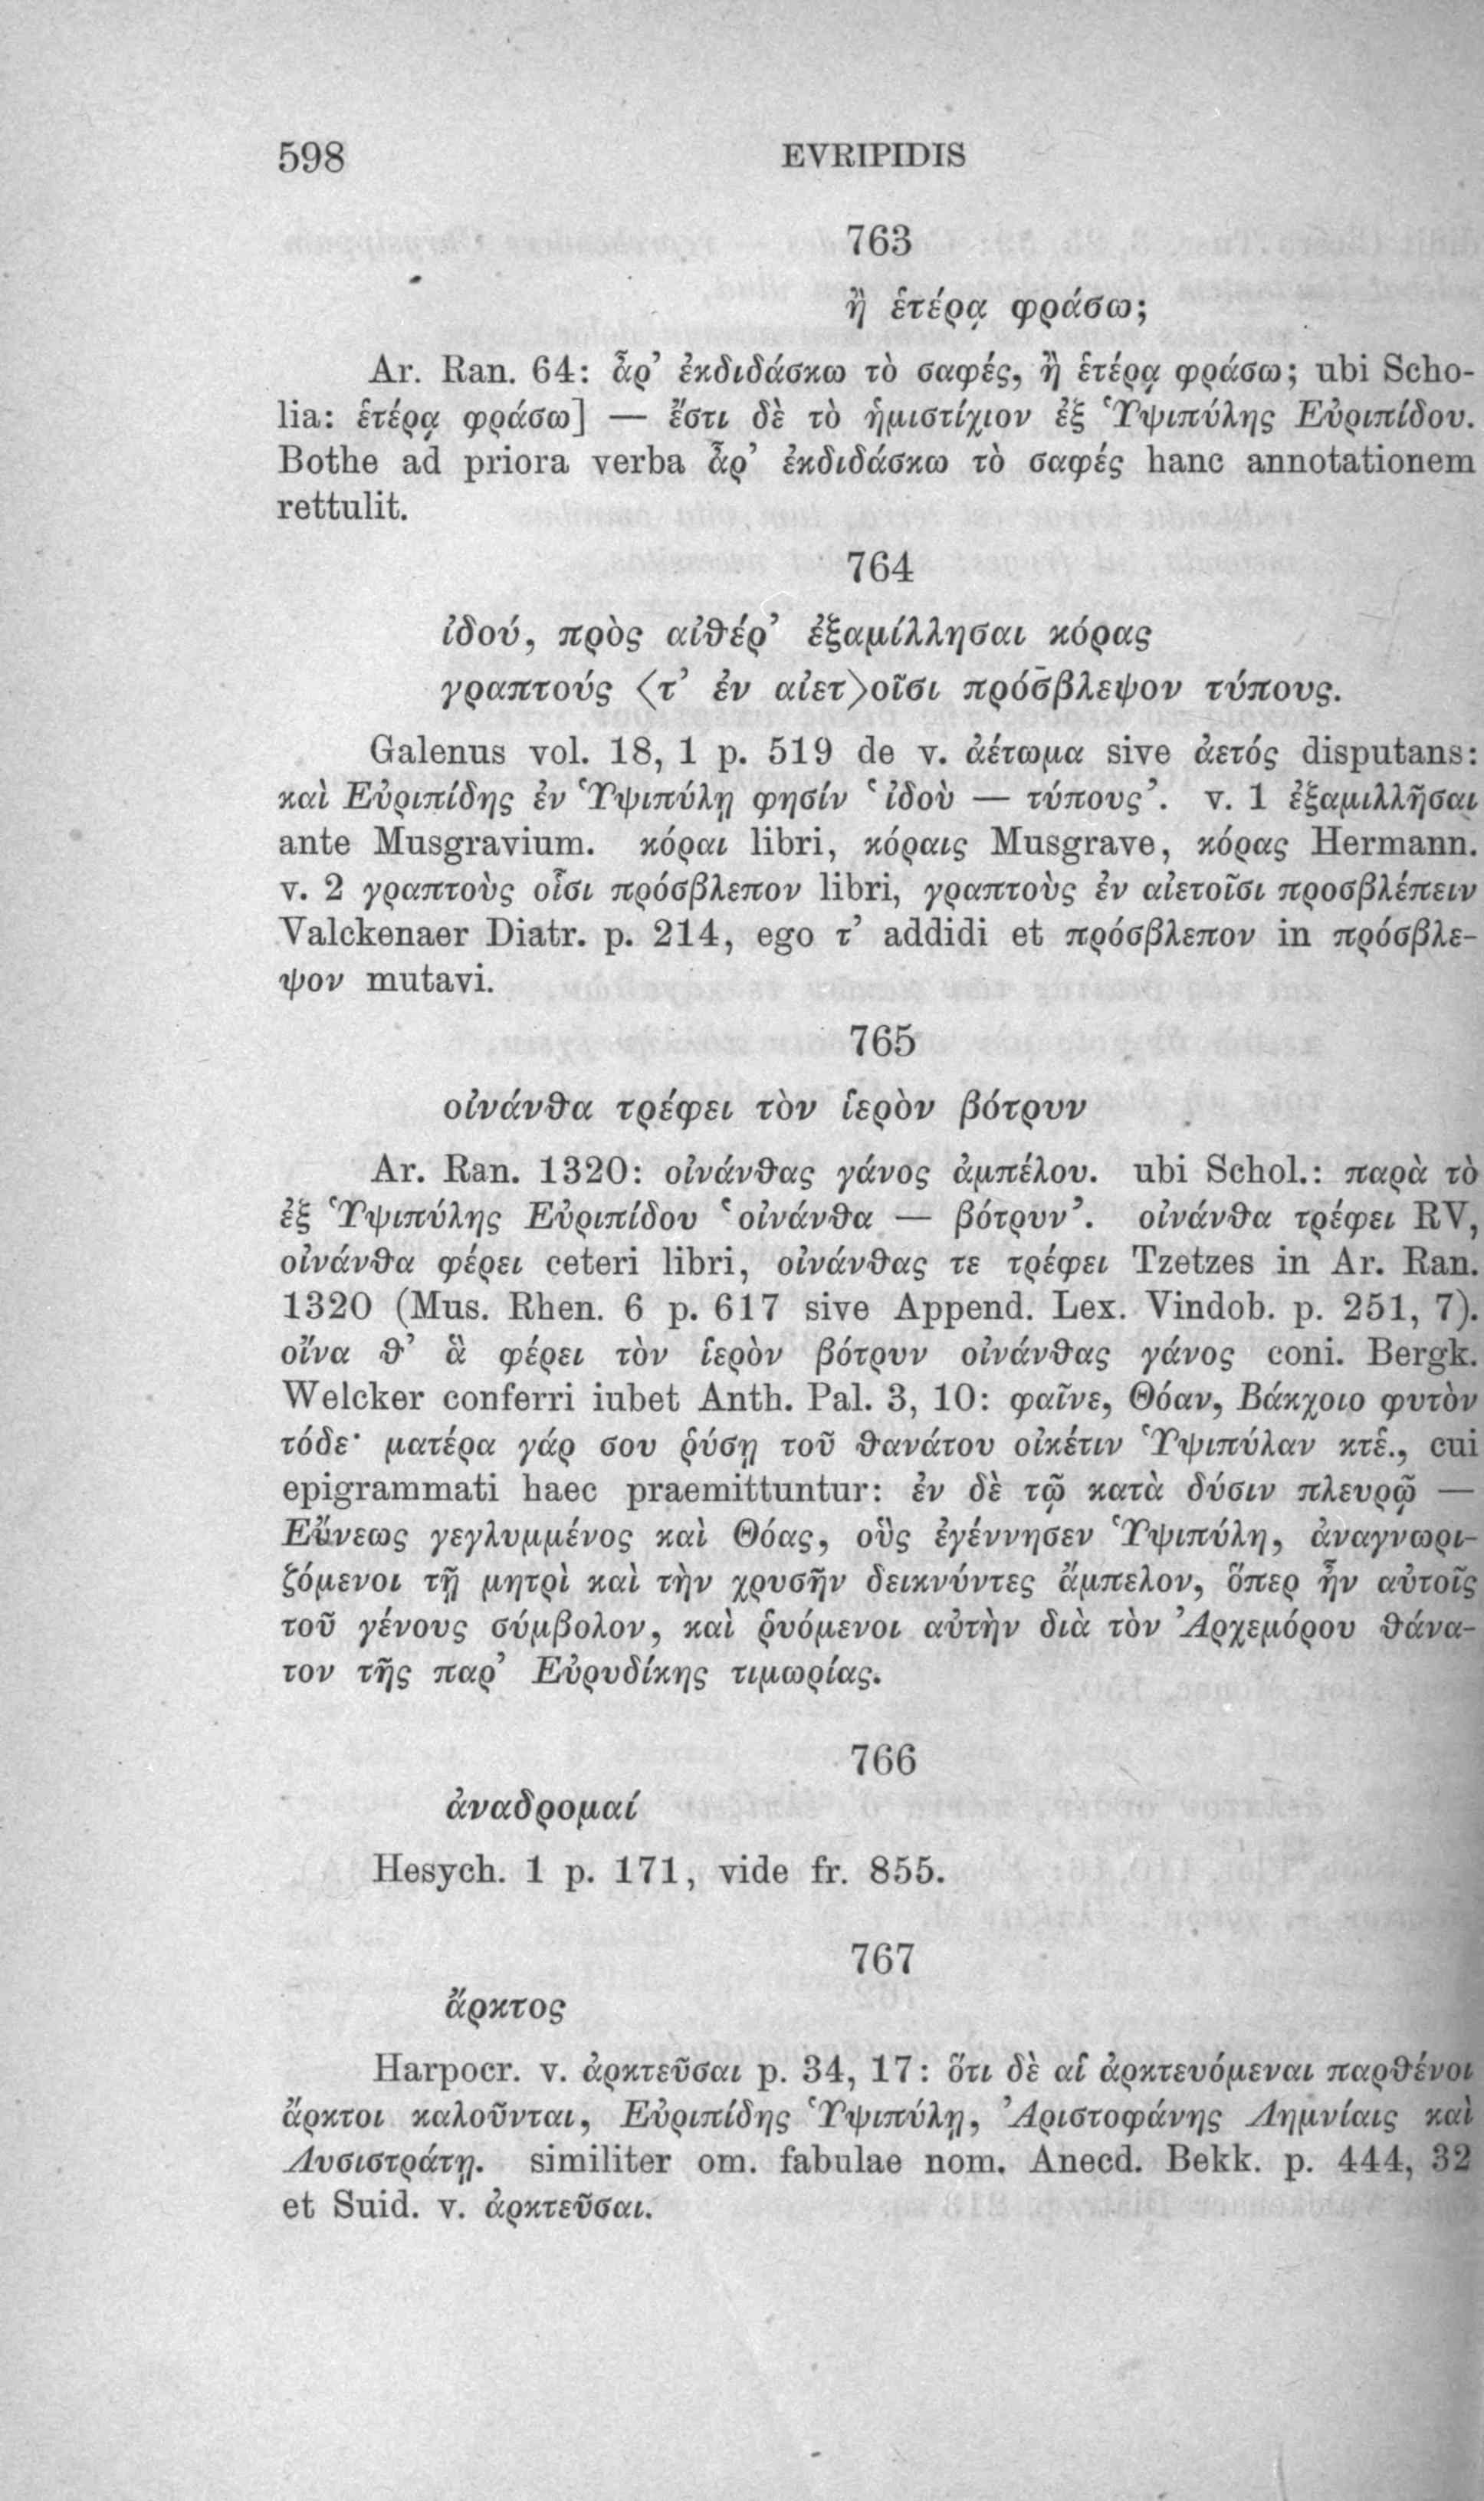 598 EVRIPIDIS
763
ἢ ἑτέρᾳ φράσω;
Ar. Ran. 64: ἆρ’ ἐκδιδάσκω τὸ σαφές, ἢ ἑτέρᾳ φράσω; ubi Scho-
lia: ἑτέρᾳ φράσω] — ἔστι δὲ τὸ ἡμιστίχιον ἐξ Ὑψιπύλης Εὐριπίδου.
Bothe ad priora verba ἆρ’ ἐκδιδάσκω τὸ σαφές hanc annotationem
rettulit.
764
ἰδού, πρὸς αἰθέρ’ ἐξαμίλλησαι κόρας
γραπτούς ⟨τ’ ἐν αἰετ⟩οῖσι πρόσβλεψον τύπους.
Galenus vol. 18, 1 p. 519 de v. ἀέτωμα sive ἀετός disputans:
καὶ Εὐριπίδης ἐν Ὑψιπύλῃ φησίν ‘ἰδοὺ — τύπους’. v. 1 ἐξαμιλλῆσαι
ante Musgravium. κόραι libri, κόραις Musgrave, κόρας Hermann.
v. 2 γραπτοὺς οἷσι πρόσβλεπον libri, γραπτοὺς ἐν αἰετοῖσι προσβλέπειν
Valckenaer Diatr. p. 214, ego τ’ addidi et πρόσβλεπον in πρόσβλε-
ψον mutavi.
765
οἰνάνθα τρέφει τὸν ἱερὸν βότρυν
Ar. Ran. 1320: οἰνάνθας γάνος ἀμπέλου. ubi Schol.: παρὰ τὸ
ἐξ Ὑψιπύλης Εὐριπίδου ‘οἰνάνθα — βότρυν’. οἰνάνθα τρέφει RV,
οἰνάνθα φέρει ceteri libri, οἰνάνθας τε τρέφει Tzetzes in Ar. Ran.
1320 (Mus. Rhen. 6 p. 617 sive Append. Lex. Vindob. p. 251, 7).
οἴνα θ’ ἃ φέρει τὸν ἱερὸν βότρυν οἰνάνθας γάνος coni. Bergk.
Welcker conferri iubet Anth. Pal. 3, 10: φαῖνε, Θόαν, Βάκχοιο φυτὸν
τόδε· ματέρα γάρ σου ῥύσῃ τοῦ θανάτου οἰκέτιν Ὑψιπύλαν κτἑ., cui
epigrammati haec praemittuntur: ἐν δὲ τῷ κατὰ δύσιν πλευρῷ —
Εὔνεως γεγλυμμένος καὶ Θόας, οὓς ἐγέννησεν Ὑψιπύλη, ἀναγνωρι-
ζόμενοι τῇ μητρὶ καὶ τὴν χρυσῆν δεικνύντες ἄμπελον, ὅπερ ἦν αὐτοῖς
τοῦ γένους σύμβολον, καὶ ῥυόμενοι αὐτὴν διὰ τὸν Ἀρχεμόρου θάνα-
τον τῆς παρ’ Εὐρυδίκης τιμωρίας.
766
ἀναδρομαί
Hesych. 1 p. 171, vide fr. 855.
767
ἄρκτος
Harpocr. v. ἀρκτεῦσαι p. 34, 17: ὅτι δὲ αἱ ἀρκτευόμεναι παρθένοι
ἄρκτοι καλοῦνται, Εὐριπίδης Ὑψιπύλῃ, Ἀριστοφάνης Λημνίαις καὶ
Λυσιστράτῃ. similiter om. fabulae nom. Anecd. Bekk. p. 444, 32
et Suid. v. ἀρκτεῦσαι.